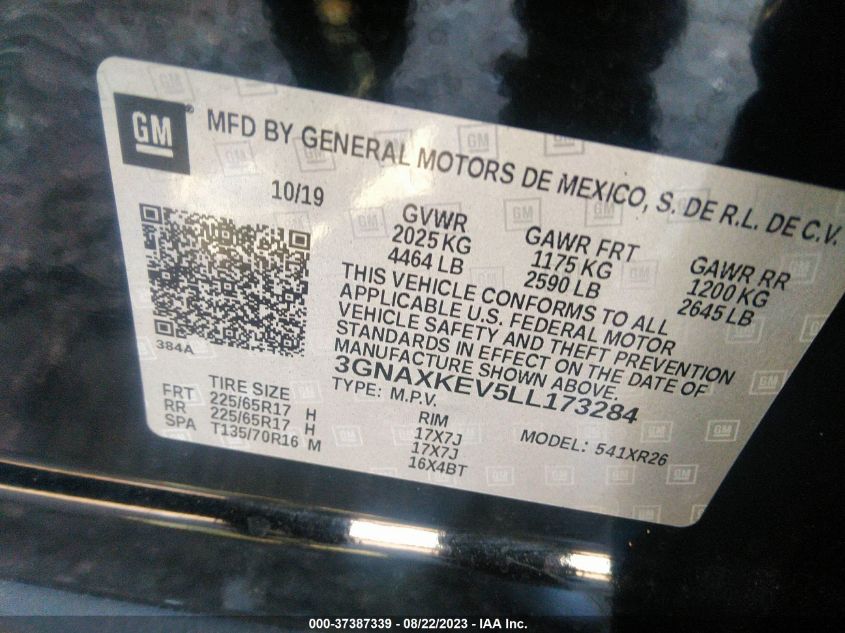 GM
MFD BY GENERAL MOTORS DE MEXICO, S. DE R.L. DE C.V.
10/19
GVWR
2025 KG
4464 LB
GAWR FRT
1175 KG
2590 LB
GAWR RR
1200 KG
2645 LB
THIS VEHICLE CONFORMS TO ALL
APPLICABLE U.S. FEDERAL MOTOR
VEHICLE SAFETY AND THEFT PREVENTION
STANDARDS IN EFFECT ON THE DATE OF
MANUFACTURE SHOWN ABOVE.
384A
3GNAXKEV5LL173284
TYPE: M.P.V.
MODEL: 541XR26
TIRE SIZE
RIM
FRT 225/65R17 H 17X7J
RR 225/65R17 H 17X7J
SPA T135/70R16 M 16X4BT
000-37387339 - 08/22/2023 - IAA Inc.